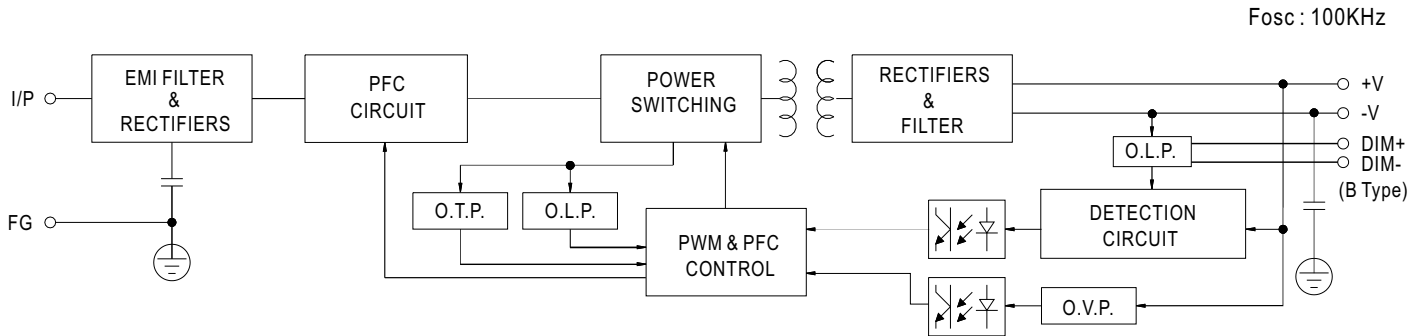 Fosc : 100KHz
I/P
EMI FILTER
&
RECTIFIERS
PFC
CIRCUIT
POWER
SWITCHING
RECTIFIERS
&
FILTER
+V
-V
DIM+
DIM-
(B Type)
O.L.P.
FG
O.T.P.
O.L.P.
PWM & PFC
CONTROL
DETECTION
CIRCUIT
O.V.P.